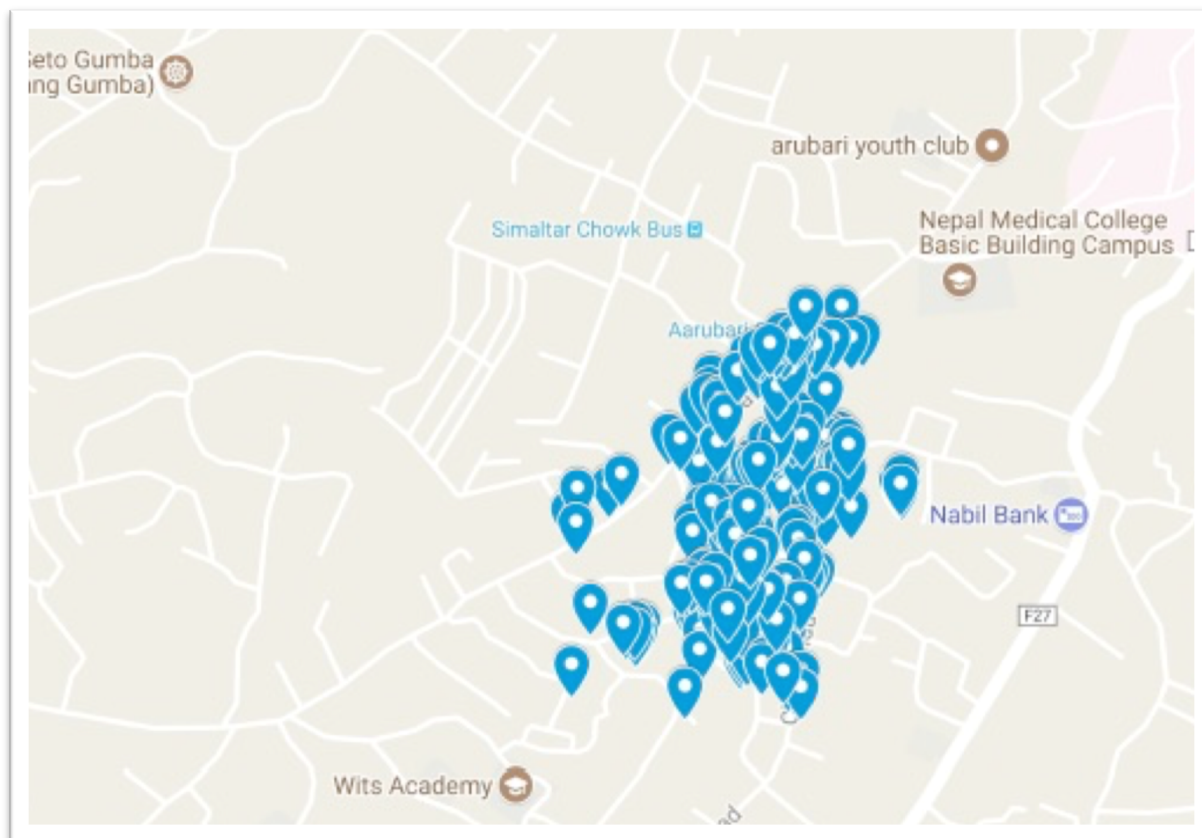 Seto Gumba
ang Gumba)
arubari youth club
Nepal Medical College
Basic Building Campus
Simaltar Chowk Bus
Aarubari
Nabil Bank
F27
Wits Academy